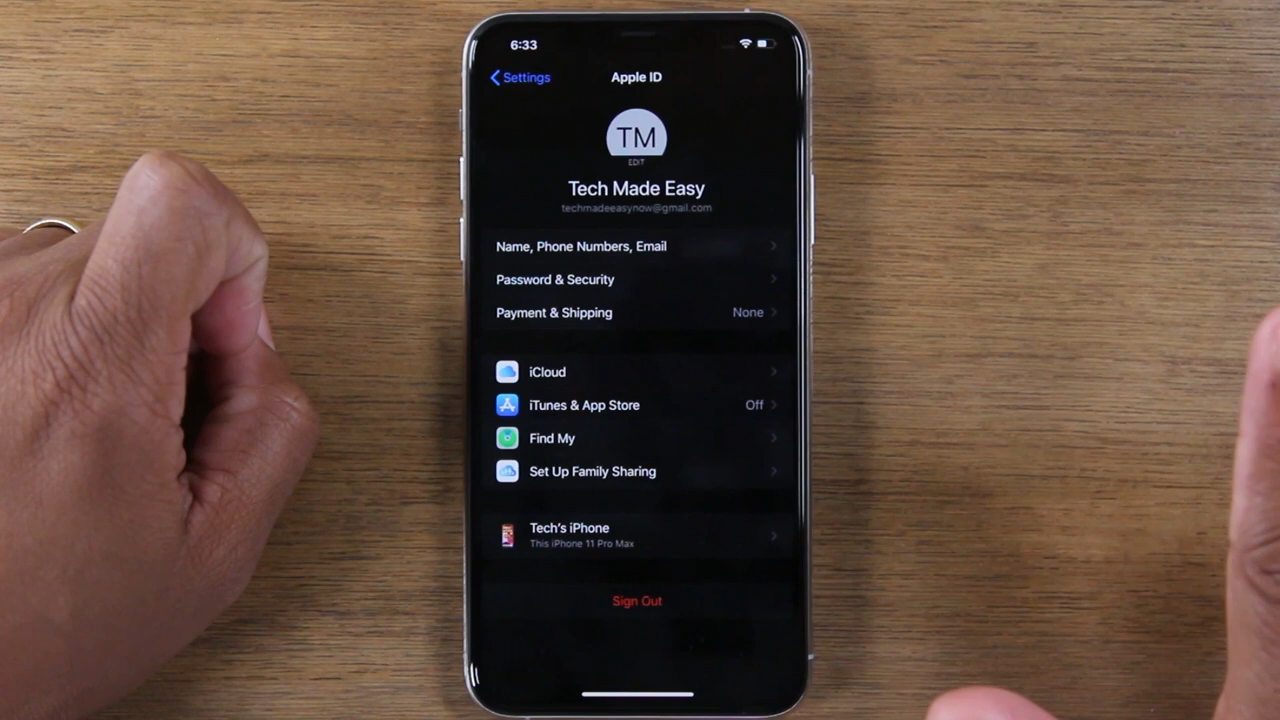 6:33
Settings
Apple ID
TM
EDIT
Tech Made Easy
techmadeeasynow@gmail.com
Name, Phone Numbers, Email
Password & Security
Payment & Shipping None
iCloud
iTunes & App Store Off
Find My
Set Up Family Sharing
Tech's iPhone
This iPhone 11 Pro Max
Sign Out